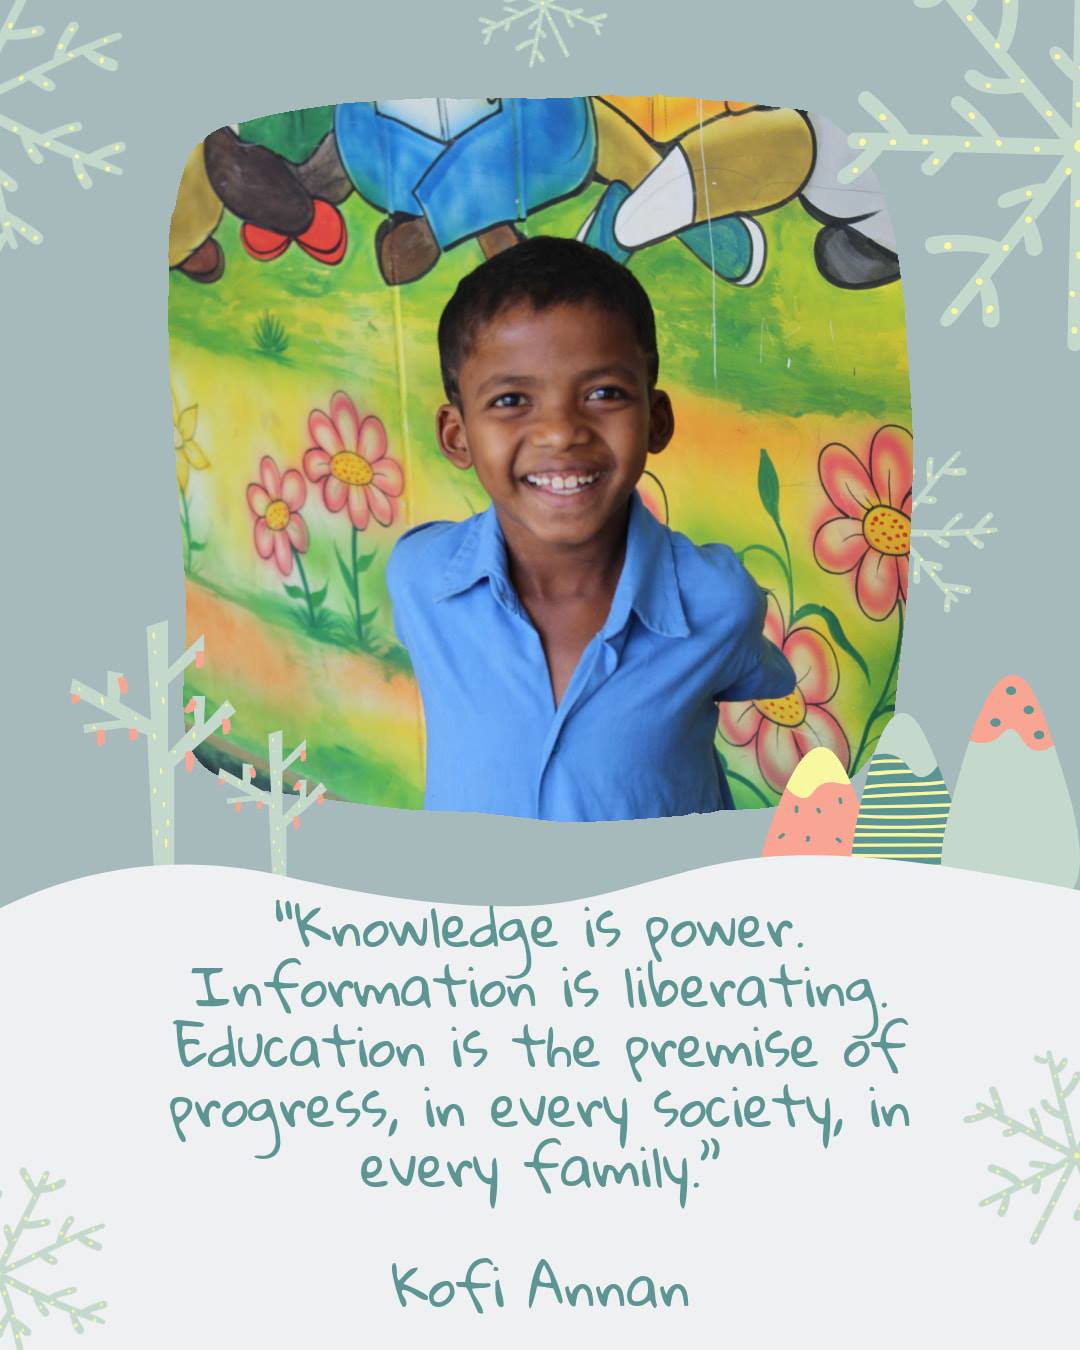 "Knowledge is power.
Information is liberating.
Education is the premise of
progress, in every society, in
every family.”
Kofi Annan